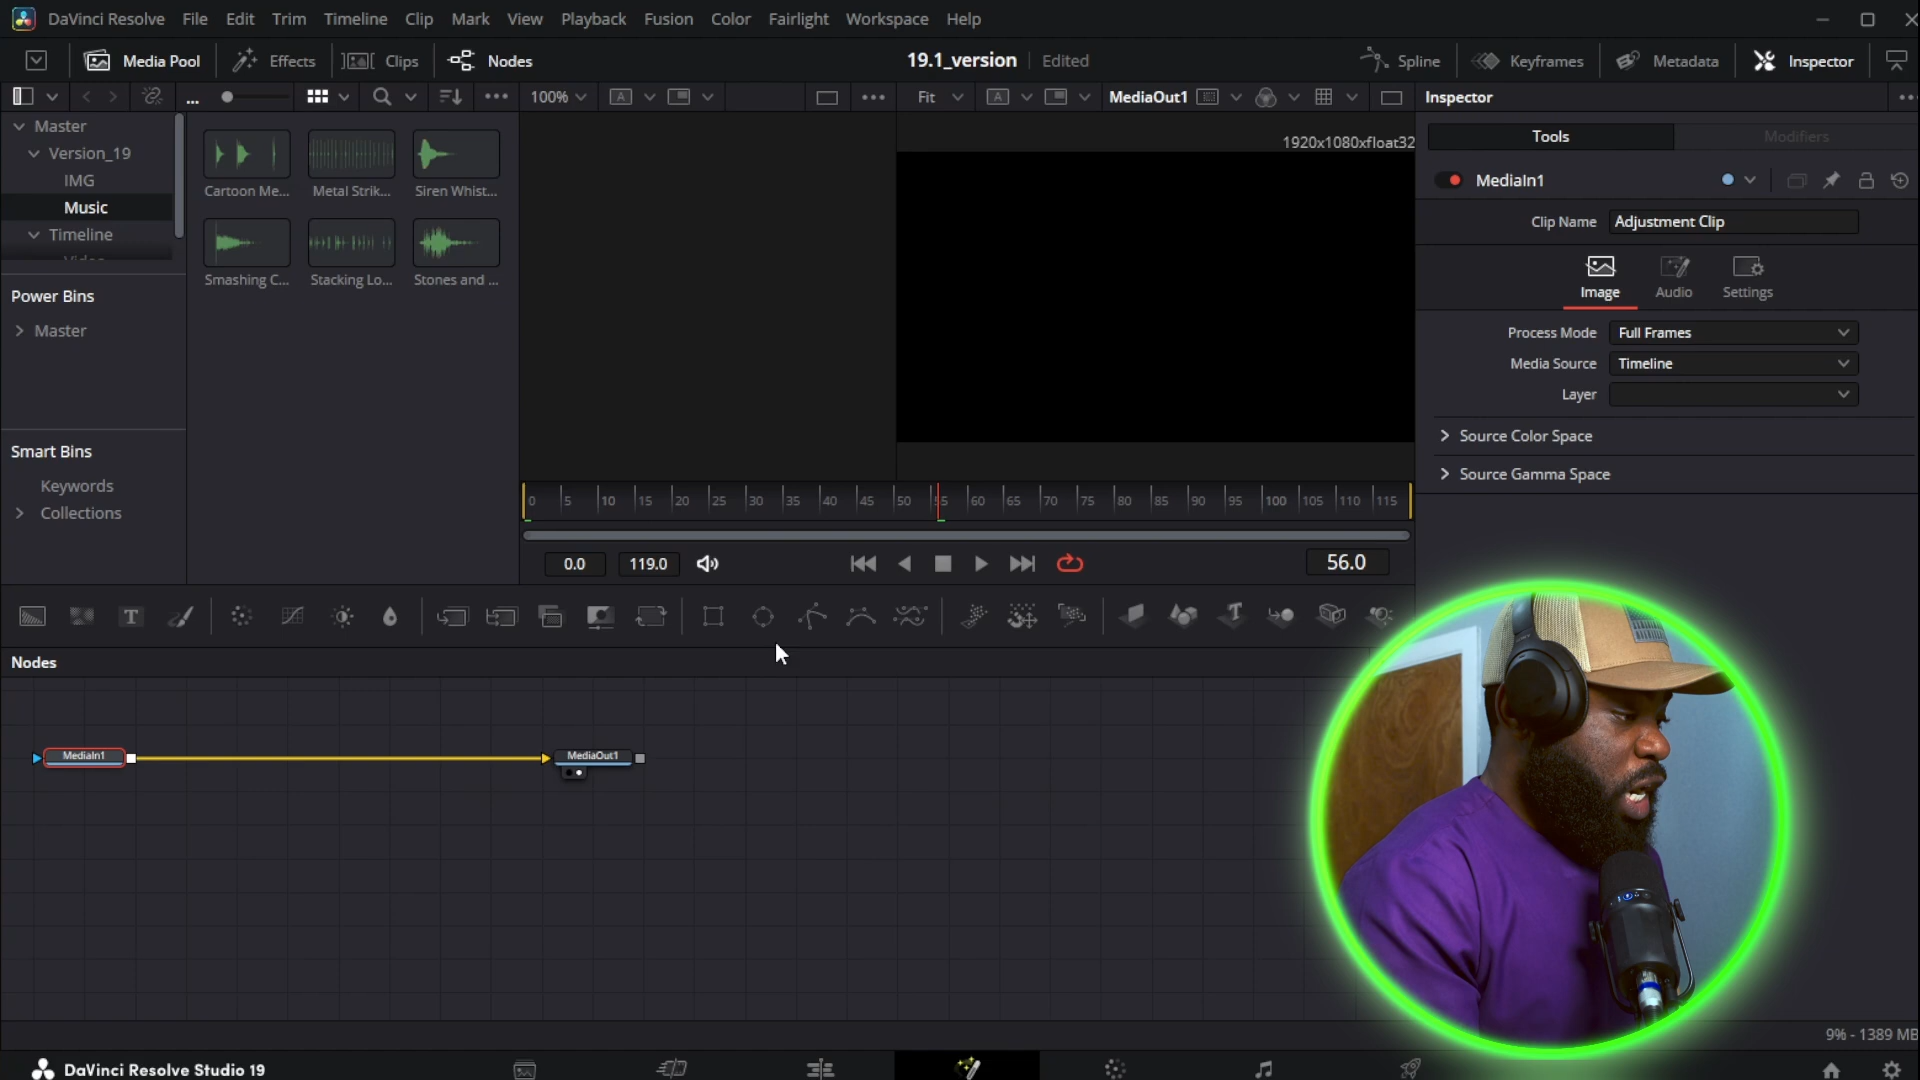 DaVinci Resolve File Edit Trim Timeline Clip Mark View Playback Fusion Color Fairlight Workspace Help
Media Pool Effects Clips Nodes 19.1_version Edited Spline Keyframes Metadata Inspector
... 100% A Fit A MediaOut1 Inspector
Master
Version_19
IMG
Music
Timeline
Power Bins
Master
Smart Bins
Keywords
Collections
Cartoon Me... Metal Strik... Siren Whist...
Smashing C... Stacking Lo... Stones and ...
1920x1080xfloat32
Tools Modifiers
MediaIn1
Clip Name Adjustment Clip
Image Audio Settings
Process Mode Full Frames
Media Source Timeline
Layer
Source Color Space
Source Gamma Space
0 5 10 15 20 25 30 35 40 45 50 55 60 65 70 75 80 85 90 95 100 105 110 115
0.0 119.0 56.0
T T
Nodes
MediaIn1 MediaOut1
9% - 1389 MB
DaVinci Resolve Studio 19